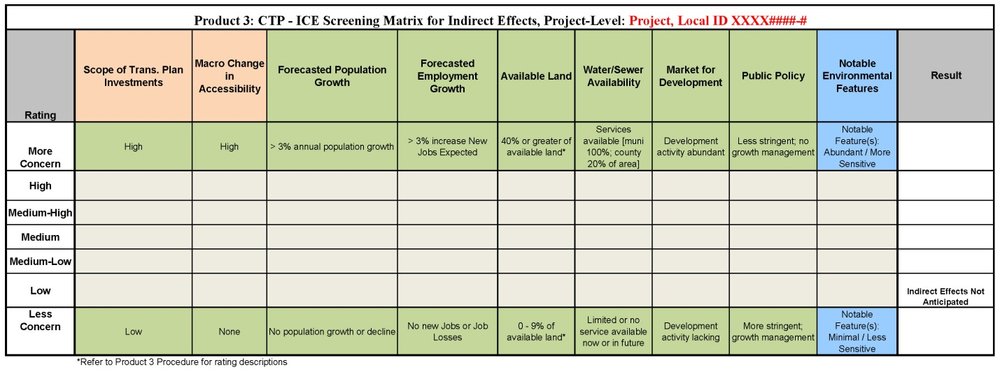 Product 3: CTP - ICE Screening Matrix for Indirect Effects, Project-Level: Project, Local ID XXXX####-#
Rating
Scope of Trans. Plan
Investments
Macro Change
in
Accessibility
Forecasted Population
Growth
Forecasted
Employment
Growth
Available Land
Water/Sewer
Availability
Market for
Development
Public Policy
Notable
Environmental
Features
Result
More
Concern
High
High
> 3% annual population growth
> 3% increase New
Jobs Expected
40% or greater of
available land*
Services
available [muni
100%; county
20% of area]
Development
activity abundant
Less stringent; no
growth management
Notable
Feature(s):
Abundant / More
Sensitive
High
Medium-High
Medium
Medium-Low
Low
Indirect Effects Not
Anticipated
Less
Concern
Low
None
No population growth or decline
No new Jobs or Job
Losses
0 - 9% of
available land*
Limited or no
service available
now or in future
Development
activity lacking
More stringent;
growth management
Notable
Feature(s):
Minimal / Less
Sensitive
*Refer to Product 3 Procedure for rating descriptions